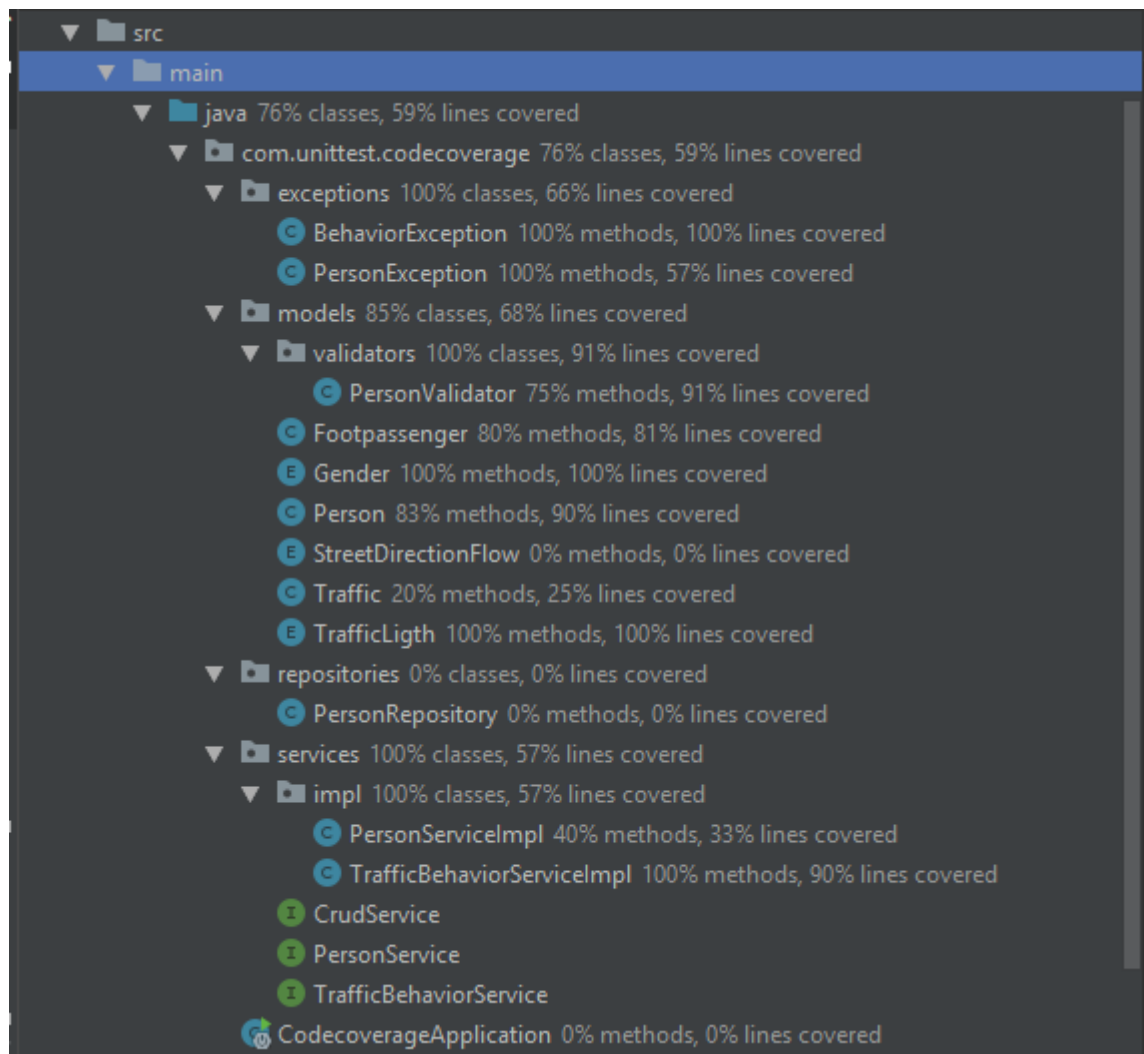 src
main
java 76% classes, 59% lines covered
com.unittest.codecoverage 76% classes, 59% lines covered
exceptions 100% classes, 66% lines covered
C BehaviorException 100% methods, 100% lines covered
C PersonException 100% methods, 57% lines covered
models 85% classes, 68% lines covered
validators 100% classes, 91% lines covered
C PersonValidator 75% methods, 91% lines covered
C Footpassenger 80% methods, 81% lines covered
E Gender 100% methods, 100% lines covered
C Person 83% methods, 90% lines covered
E StreetDirectionFlow 0% methods, 0% lines covered
C Traffic 20% methods, 25% lines covered
E TrafficLigth 100% methods, 100% lines covered
repositories 0% classes, 0% lines covered
C PersonRepository 0% methods, 0% lines covered
services 100% classes, 57% lines covered
impl 100% classes, 57% lines covered
C PersonServiceImpl 40% methods, 33% lines covered
C TrafficBehaviorServiceImpl 100% methods, 90% lines covered
I CrudService
I PersonService
I TrafficBehaviorService
CodecoverageApplication 0% methods, 0% lines covered